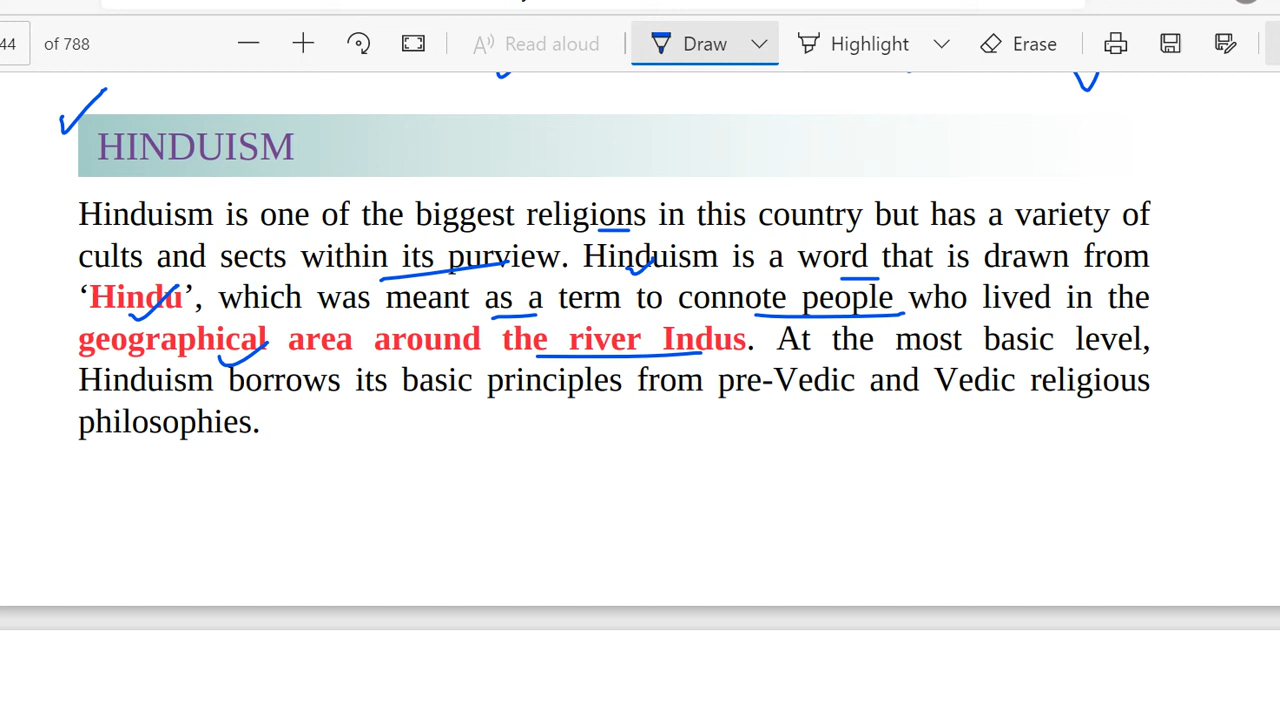 44 of 788 Read aloud Draw Highlight Erase
HINDUISM
Hinduism is one of the biggest religions in this country but has a variety of
cults and sects within its purview. Hinduism is a word that is drawn from
‘Hindu’, which was meant as a term to connote people who lived in the
geographical area around the river Indus. At the most basic level,
Hinduism borrows its basic principles from pre-Vedic and Vedic religious
philosophies.